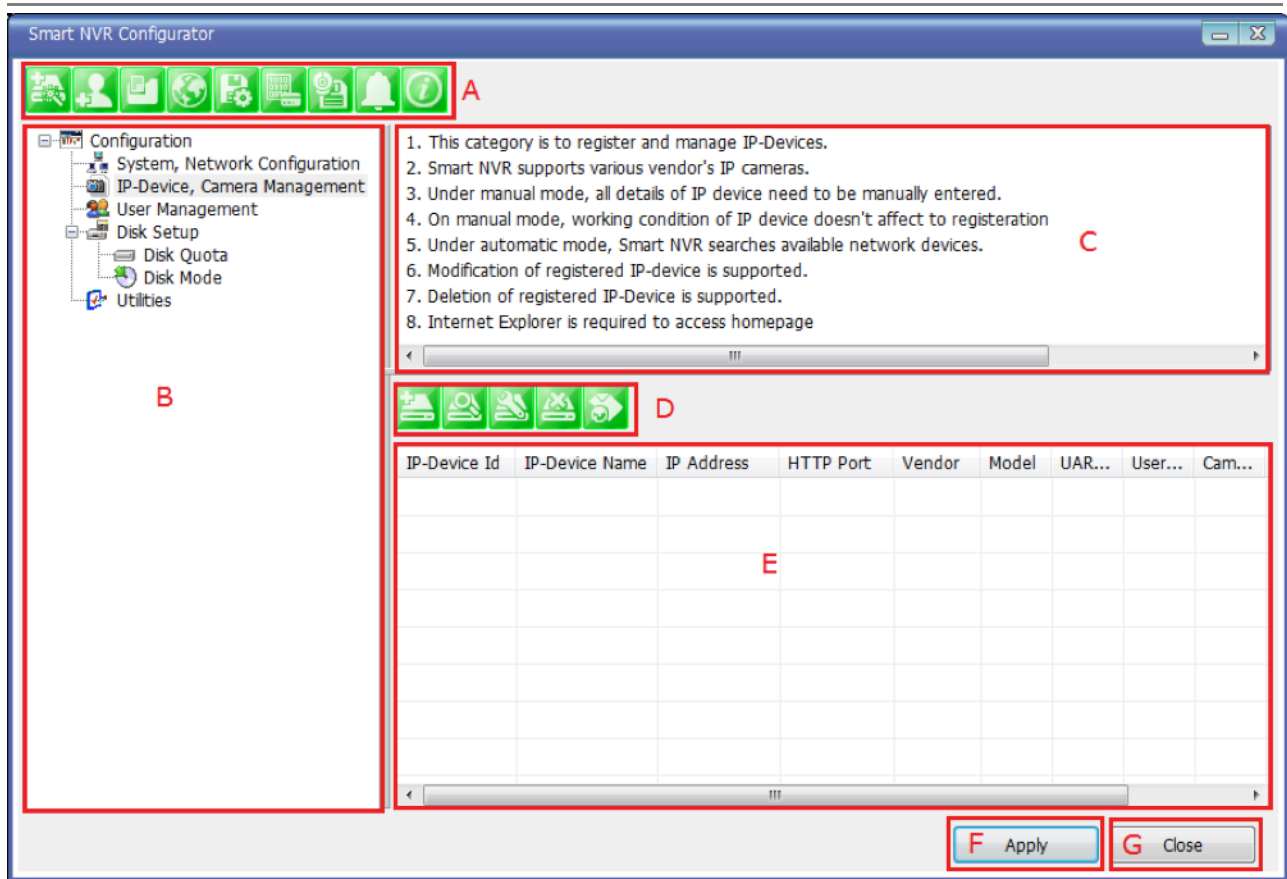 Smart NVR Configurator
A
Configuration
System, Network Configuration
IP-Device, Camera Management
User Management
Disk Setup
Disk Quota
Disk Mode
Utilities
B
1. This category is to register and manage IP-Devices.
2. Smart NVR supports various vendor's IP cameras.
3. Under manual mode, all details of IP device need to be manually entered.
4. On manual mode, working condition of IP device doesn't affect to registeration
5. Under automatic mode, Smart NVR searches available network devices.
6. Modification of registered IP-device is supported.
7. Deletion of registered IP-Device is supported.
8. Internet Explorer is required to access homepage
C
D
IP-Device Id IP-Device Name IP Address HTTP Port Vendor Model UAR... User... Cam...
E
F Apply G Close